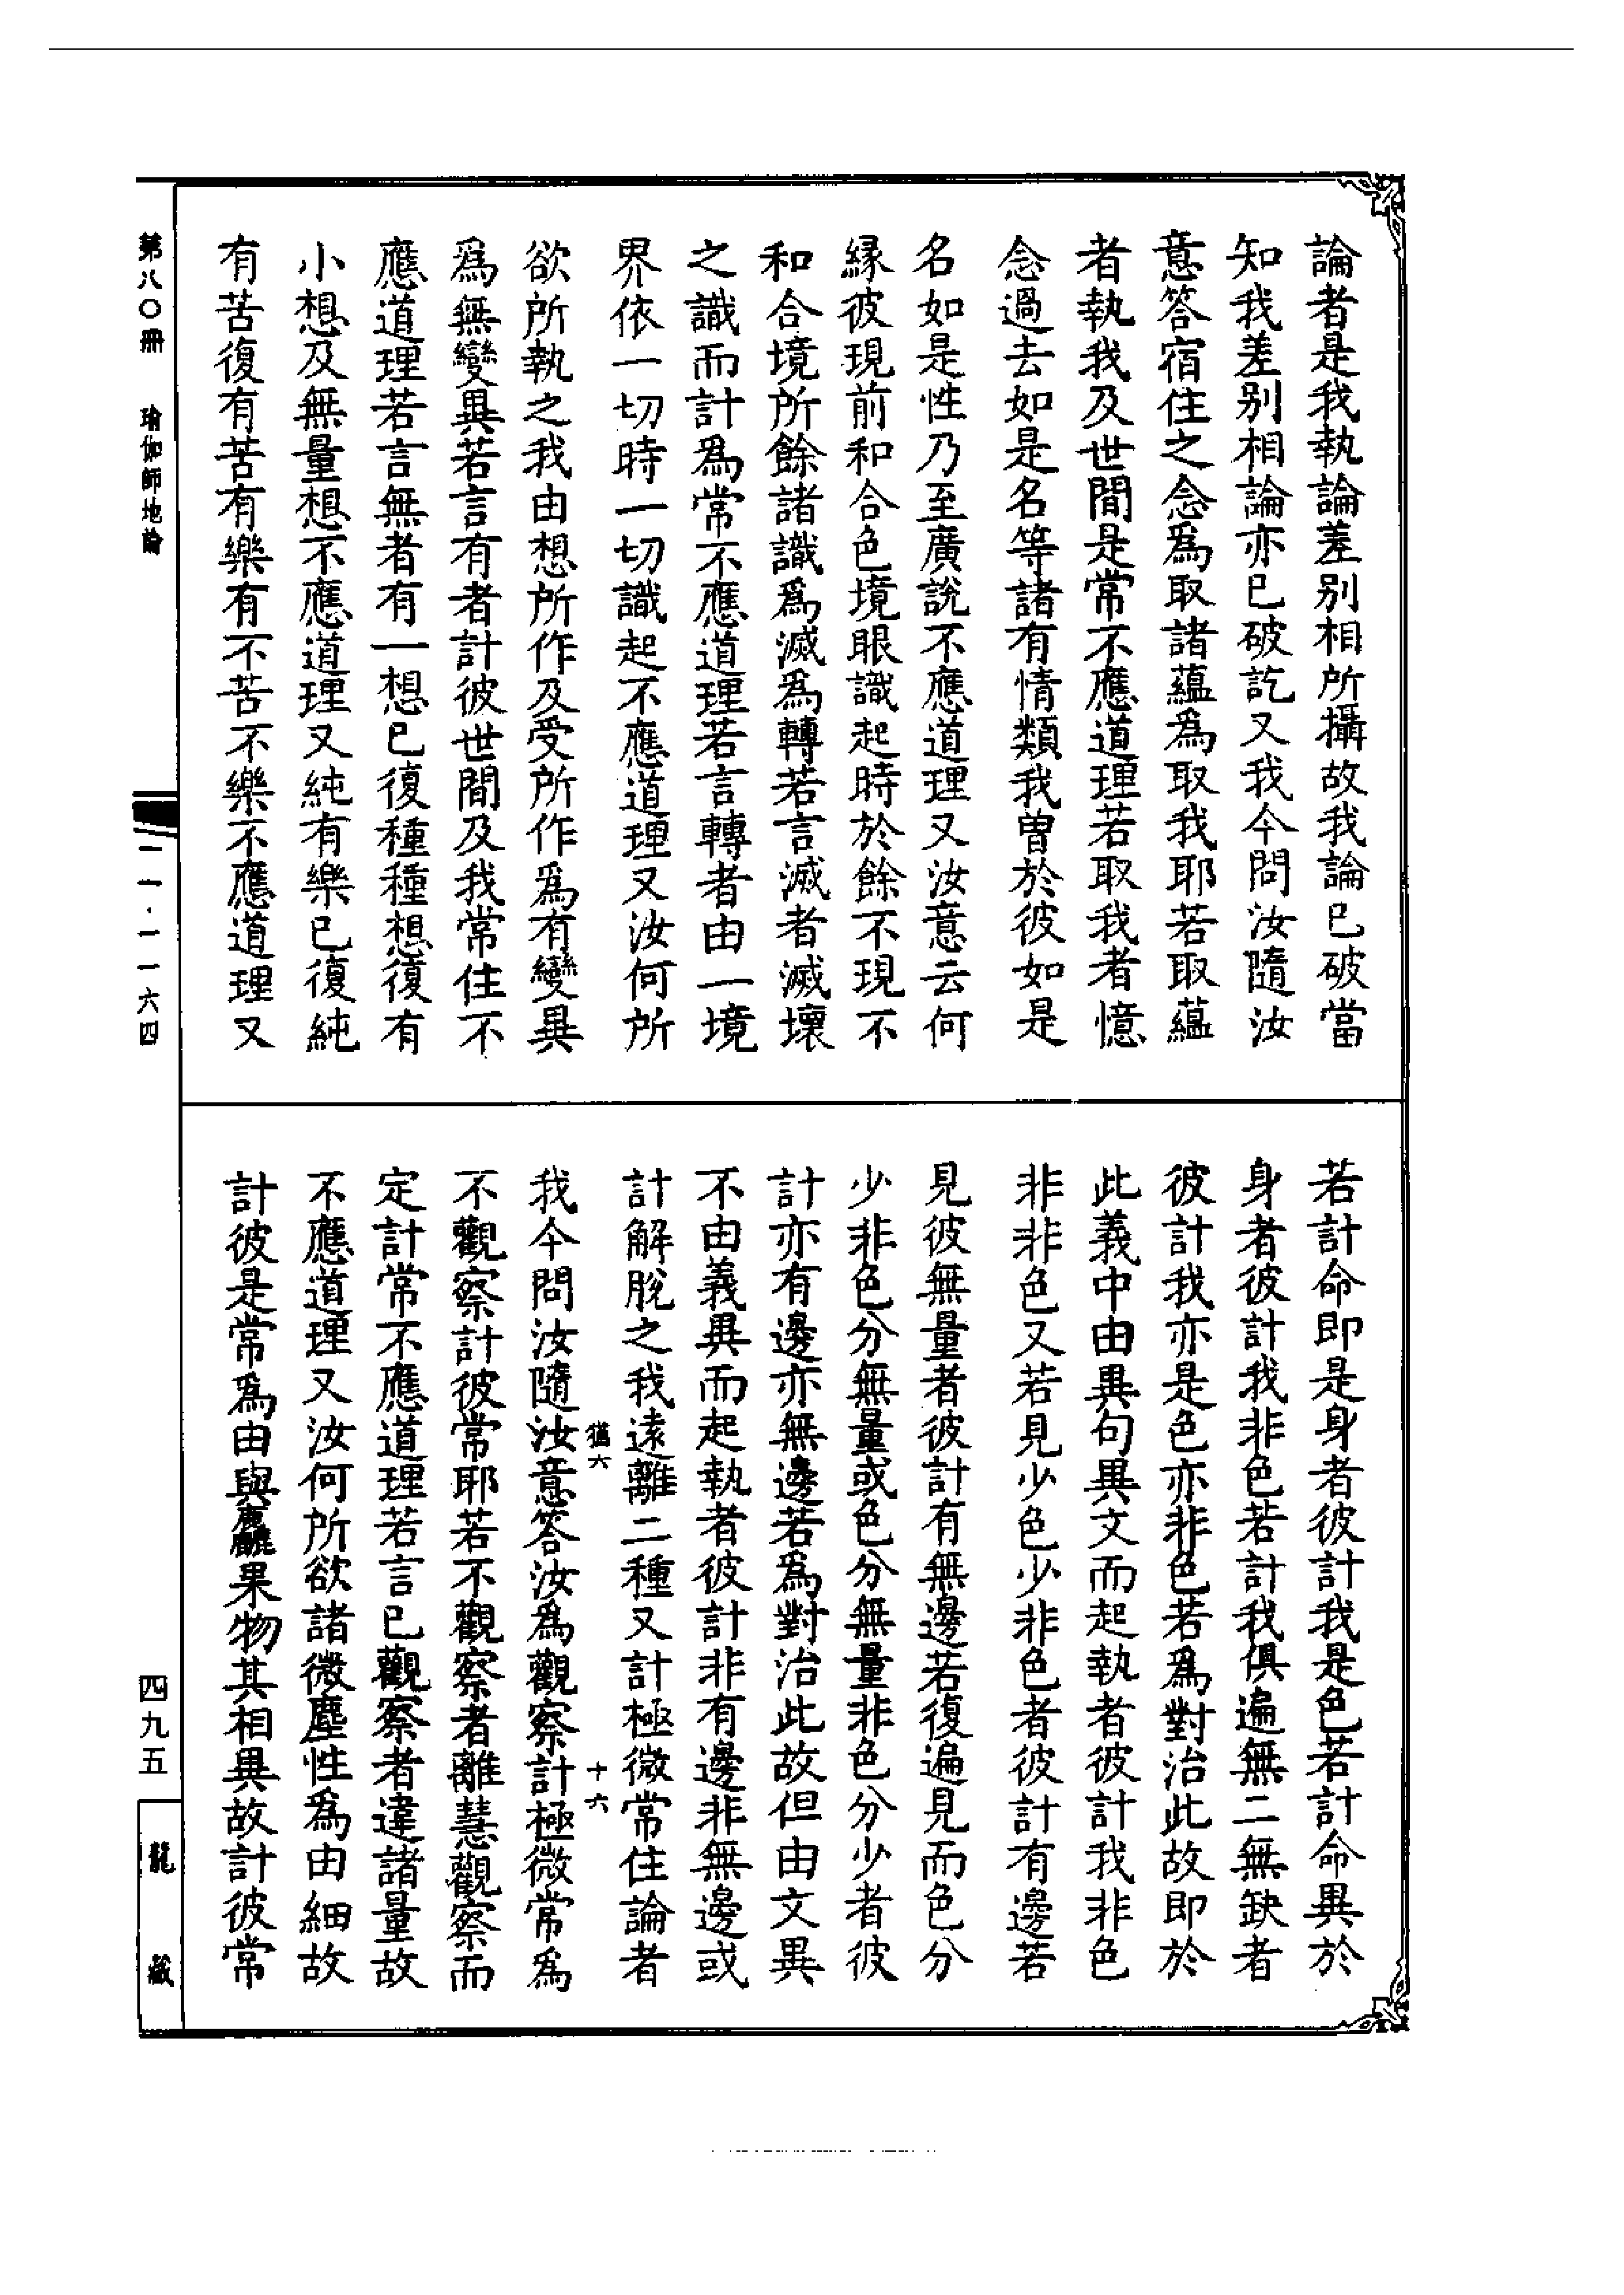 論者是我執論差别相所攝故我論已破當
知我差别相論亦已破訖又我今問汝隨汝
意答宿住之念爲取諸蘊爲取我耶若取蘊
者執我及世間是常不應道理若取我者憶
念過去如是名等諸有情類我曽於彼如是
名如是性乃至廣說不應道理又汝意云何
緣彼現前和合色境眼識起時於餘不現不
和合境所餘諸識爲滅爲轉若言滅者滅壞
之識而計爲常不應道理若言轉者由一境
界依一切時一切識起不應道理又汝何所
欲所執之我由想所作及受所作爲有變異
爲無變異若言有者計彼世間及我常住不
應道理若言無者有一想已復種種想復有
小想及無量想不應道理又純有樂已復純
有苦復有苦有樂有不苦不樂不應道理又
若計命即是身者彼計我是色若計命異於
身者彼計我非色若計我俱遍無二無缺者
彼計我亦是色亦非色若爲對治此故即於
此義中由異句異文而起執者彼計我非色
非非色又若見少色少非色者彼計有邊若
見彼無量者彼計有無邊若復遍見而色分
少非色分無量或色分無量非色分少者彼
計亦有邊亦無邊若爲對治此故但由文異
不由義異而起執者彼計非有邊非無邊或
計解脫之我遠離二種又計極微常住論者
猶六　十六
我今問汝隨汝意答汝爲觀察計極微常爲
不觀察計彼常耶若不觀察者離慧觀察而
定計常不應道理若言已觀察者違諸量故
不應道理又汝何所欲諸微塵性爲由細故
計彼是常爲由與麤果物其相異故計彼常
第八〇冊　瑜伽師地論
一一一·一一六四
四九五
龍藏